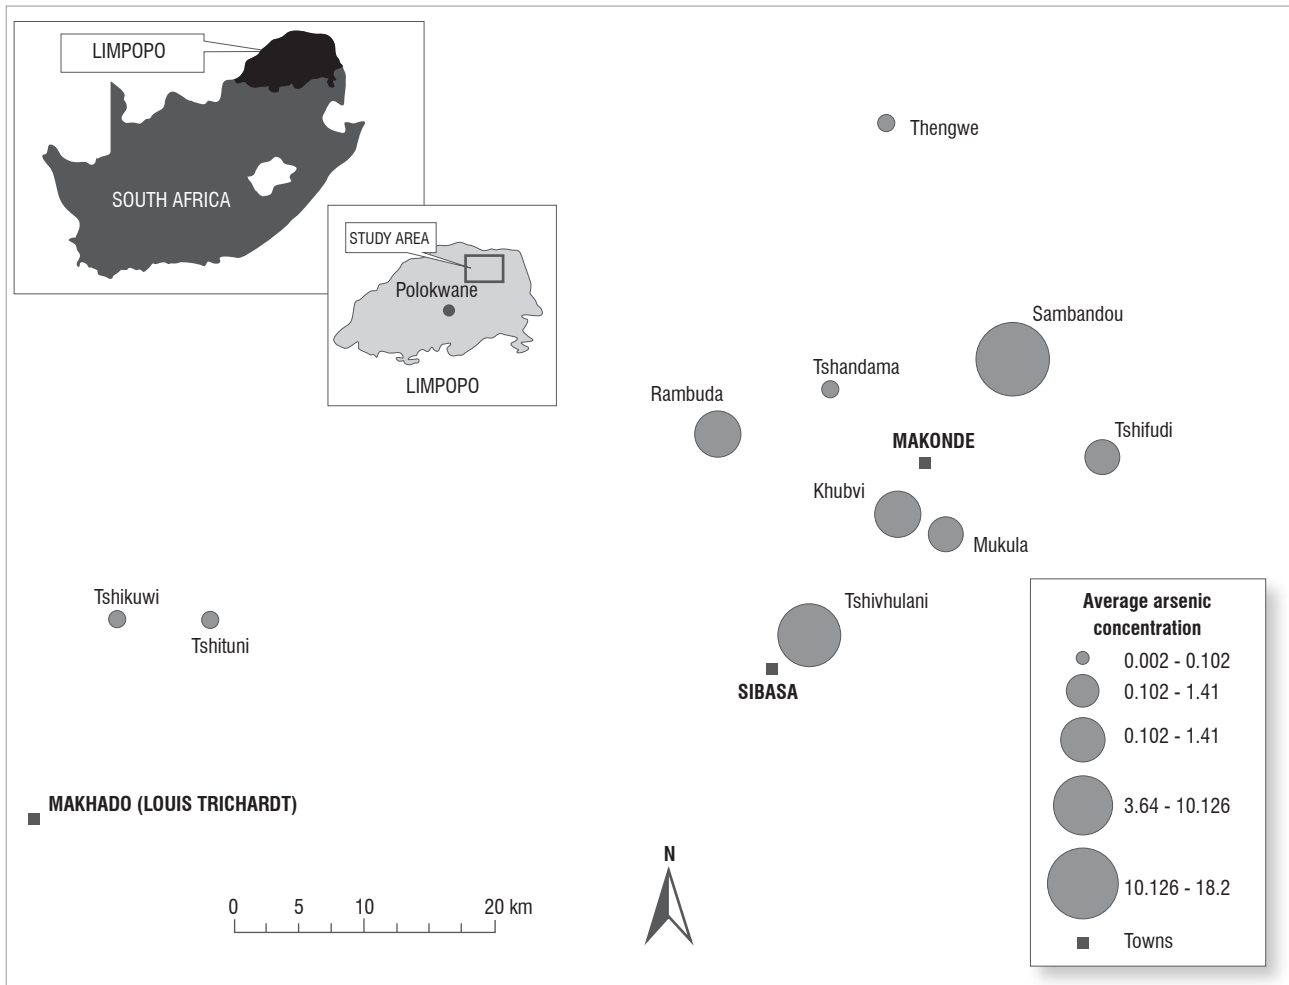 LIMPOPO
SOUTH AFRICA
STUDY AREA
Polokwane
LIMPOPO
Thengwe
Sambandou
Tshandama
Rambuda
Tshifudi
MAKONDE
Khubvi
Mukula
Tshikuwi
Tshituni
Tshivhulani
SIBASA
MAKHADO (LOUIS TRICHARDT)
0 5 10 20 km
N
Average arsenic
concentration
0.002 - 0.102
0.102 - 1.41
0.102 - 1.41
3.64 - 10.126
10.126 - 18.2
Towns